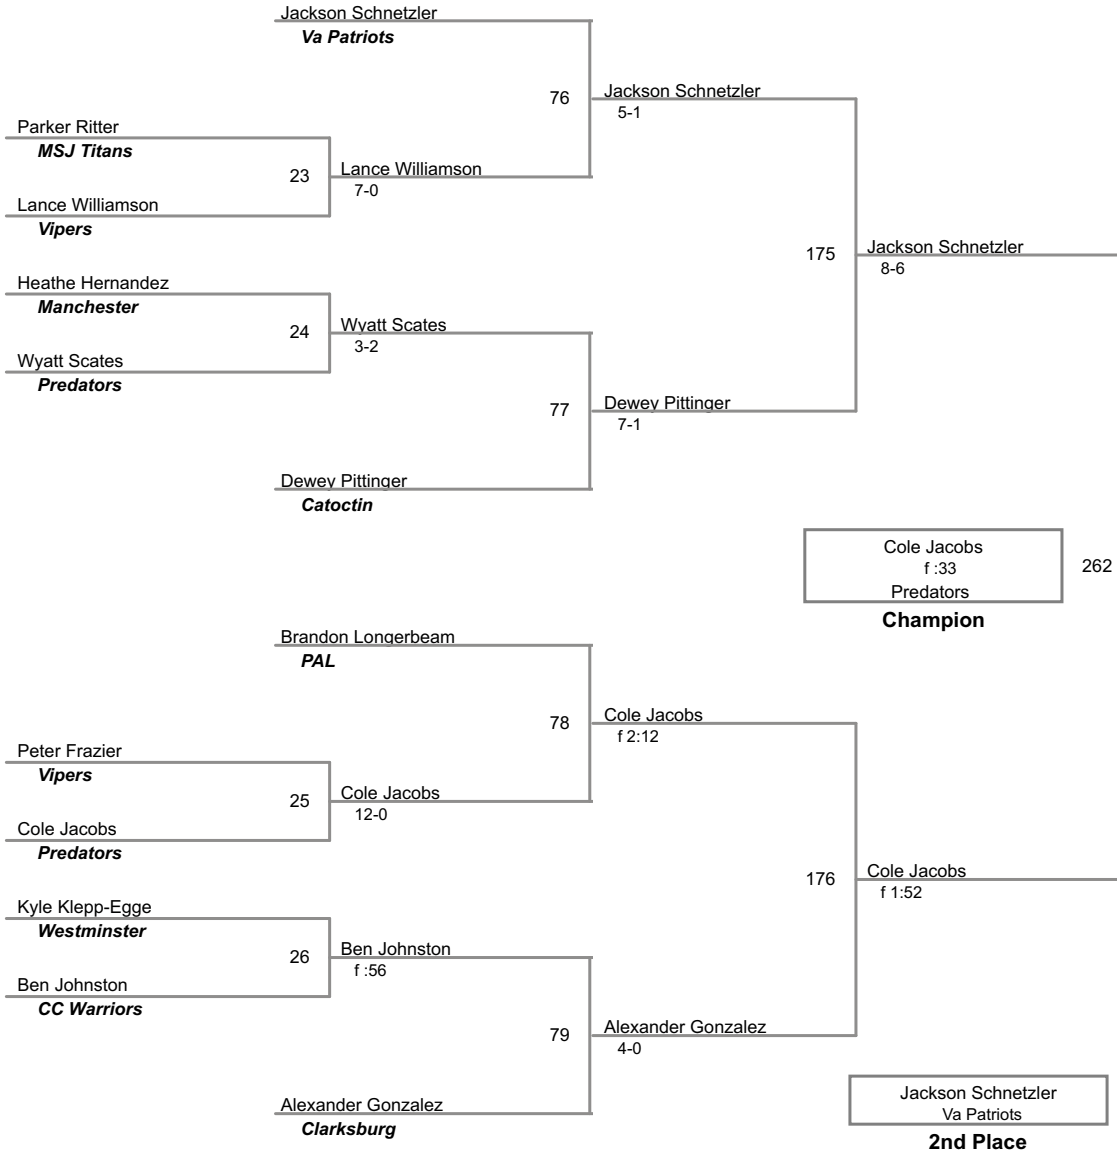 Jackson Schnetzler
Va Patriots
76
Jackson Schnetzler
5-1
Parker Ritter
MSJ Titans
23
Lance Williamson
7-0
Lance Williamson
Vipers
175
Jackson Schnetzler
8-6
Heathe Hernandez
Manchester
24
Wyatt Scates
3-2
Wyatt Scates
Predators
77
Dewey Pittinger
7-1
Dewey Pittinger
Catoctin
Cole Jacobs
f :33
Predators
262
Champion
Brandon Longerbeam
PAL
78
Cole Jacobs
f 2:12
Peter Frazier
Vipers
25
Cole Jacobs
12-0
Cole Jacobs
Predators
176
Cole Jacobs
f 1:52
Kyle Klepp-Egge
Westminster
26
Ben Johnston
f :56
Ben Johnston
CC Warriors
79
Alexander Gonzalez
4-0
Alexander Gonzalez
Clarksburg
Jackson Schnetzler
Va Patriots
2nd Place